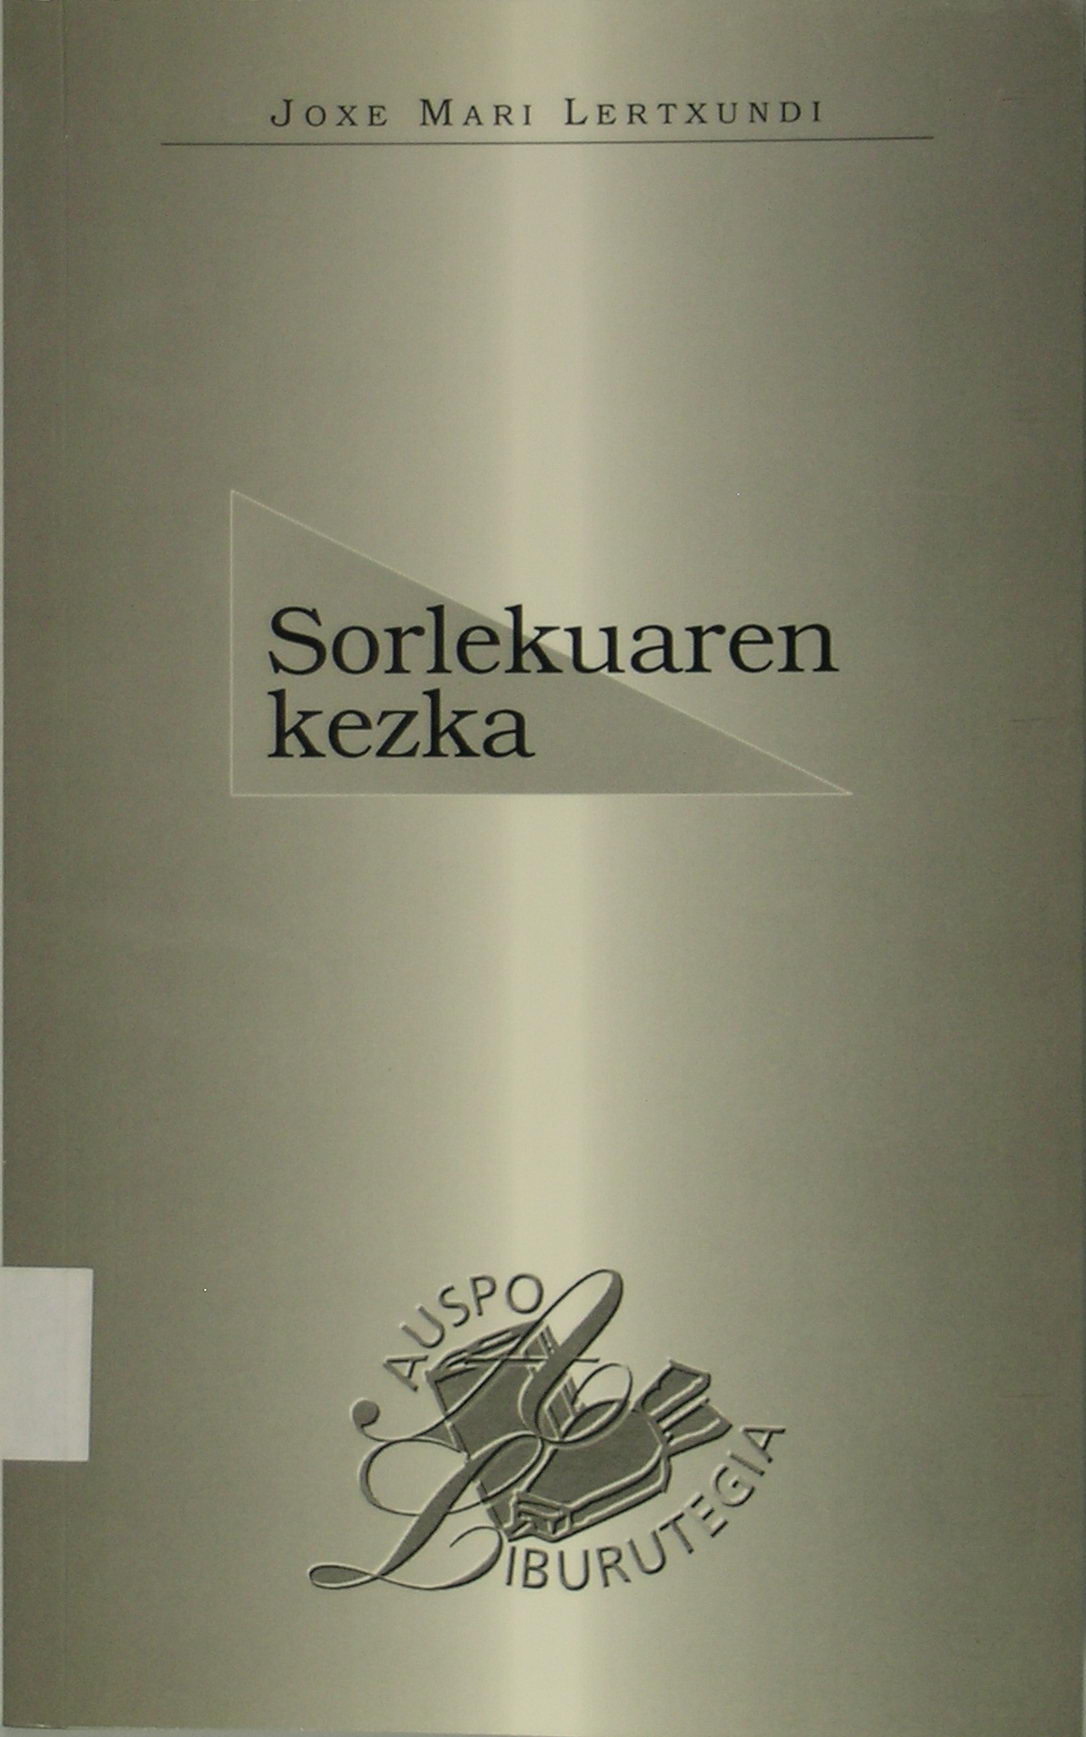 JOXE MARI LERTXUNDI
Sorlekuaren
kezka
AUSPO
LIBURUTEGIA